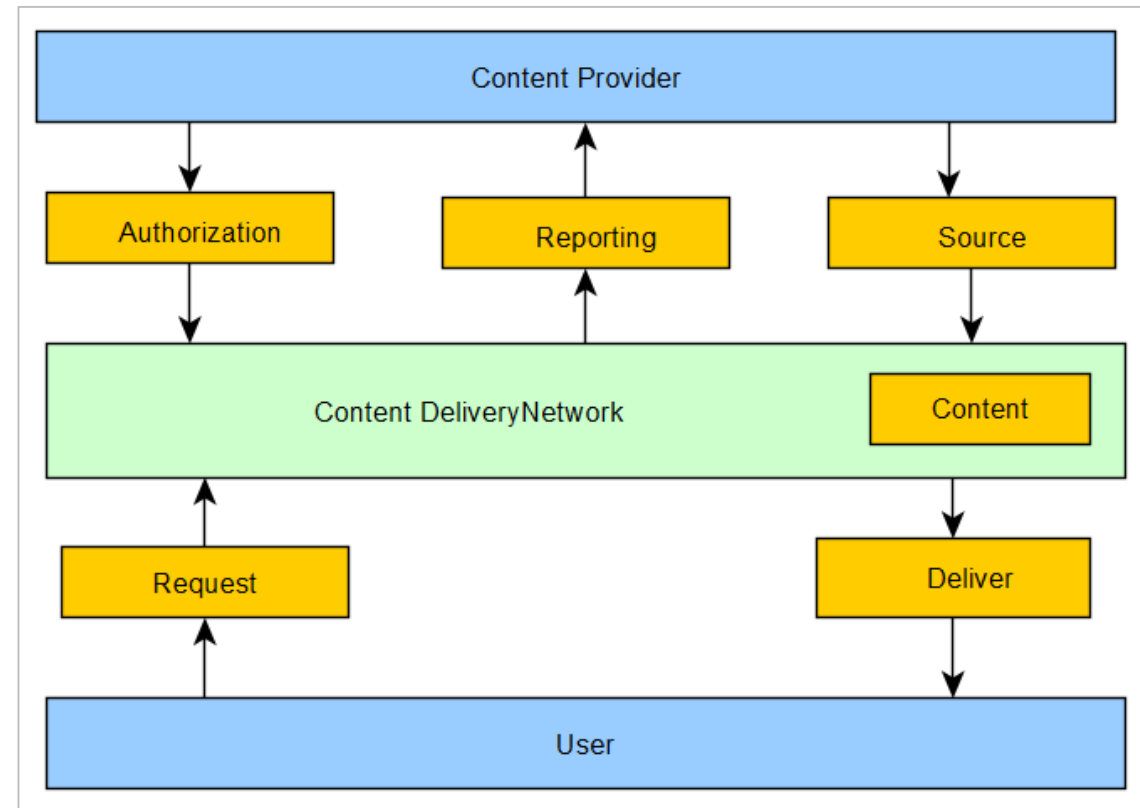 Content Provider
Authorization
Reporting
Source
Content DeliveryNetwork
Content
Request
Deliver
User